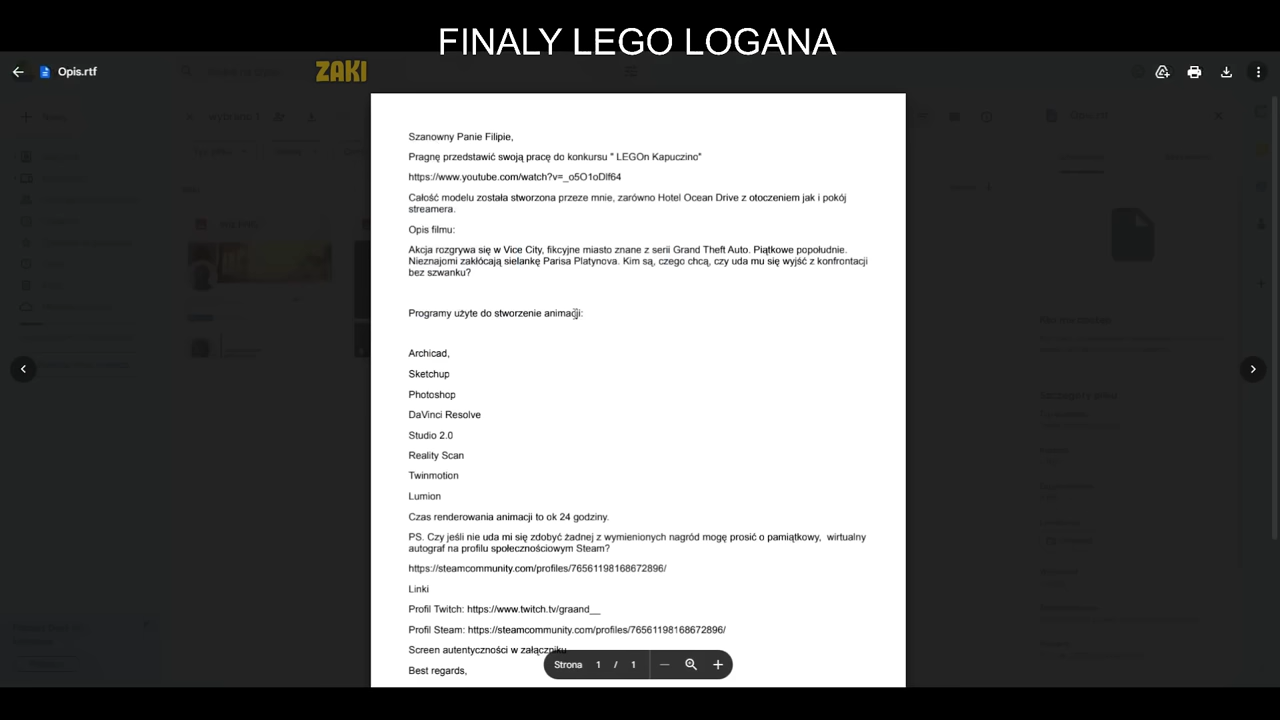 FINALY LEGO LOGANA
Opis.rtf
ZAKI
Szanowny Panie Filipie,
Pragnę przedstawić swoją pracę do konkursu " LEGOn Kapuczino"
https://www.youtube.com/watch?v=_o5O1oDlf64
Całość modelu została stworzona przeze mnie, zarówno Hotel Ocean Drive z otoczeniem jak i pokój
streamera.
Opis filmu:
Akcja rozgrywa się w Vice City, fikcyjne miasto znane z serii Grand Theft Auto. Piątkowe popołudnie.
Nieznajomi zakłócają sielankę Parisa Platynova. Kim są, czego chcą, czy uda mu się wyjść z konfrontacji
bez szwanku?
Programy użyte do stworzenie animacji:
Archicad,
Sketchup
Photoshop
DaVinci Resolve
Studio 2.0
Reality Scan
Twinmotion
Lumion
Czas renderowania animacji to ok 24 godziny.
PS. Czy jeśli nie uda mi się zdobyć żadnej z wymienionych nagród mogę prosić o pamiątkowy, wirtualny
autograf na profilu społecznościowym Steam?
https://steamcommunity.com/profiles/76561198168672896/
Linki
Profil Twitch: https://www.twitch.tv/graand__
Profil Steam: https://steamcommunity.com/profiles/76561198168672896/
Screen autentyczności w załączniku
Best regards,
Strona 1 / 1